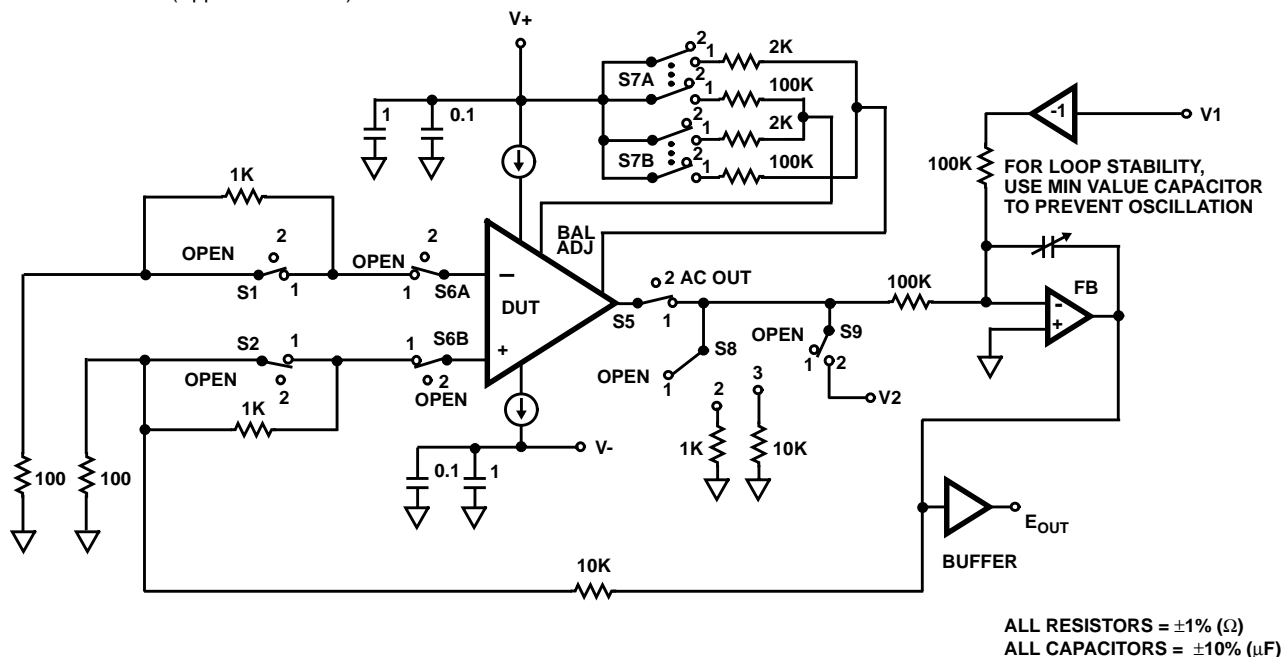 V+
2
1
2K
S7A
2
1
100K
2
1
2K
S7B
2
1
100K
1
0.1
-1
V1
100K
FOR LOOP STABILITY,
USE MIN VALUE CAPACITOR
TO PREVENT OSCILLATION
1K
OPEN
2
S1
1
OPEN
2
1
S6A
BAL
ADJ
−
DUT
+
2 AC OUT
S5
1
100K
FB
-
+
S2
1
OPEN
2
1
S6B
2
OPEN
1K
S8
OPEN
1
2
3
1K
10K
OPEN
S9
1
2
V2
V-
0.1
1
100
100
10K
EOUT
BUFFER
ALL RESISTORS = ±1% (Ω)
ALL CAPACITORS = ±10% (µF)